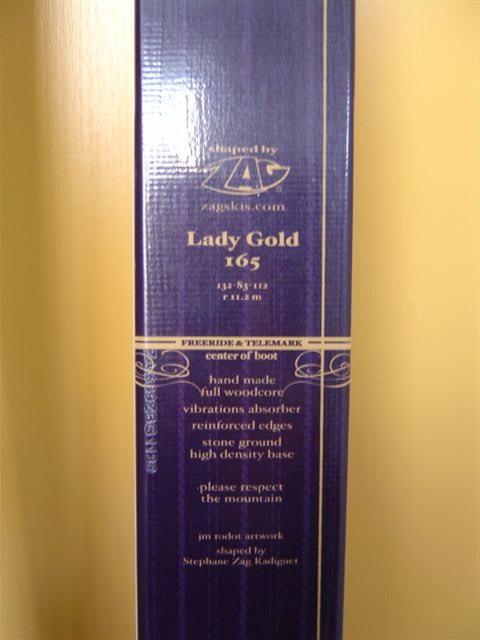 shaped by
ZAG
zagskis.com
Lady Gold
165
132-83-112
r 11.2 m
FREERIDE & TELEMARK
center of boot
hand made
full woodcore
vibrations absorber
reinforced edges
stone ground
high density base
please respect
the mountain
jm rodot artwork
shaped by
Stephane Zag Radiguet